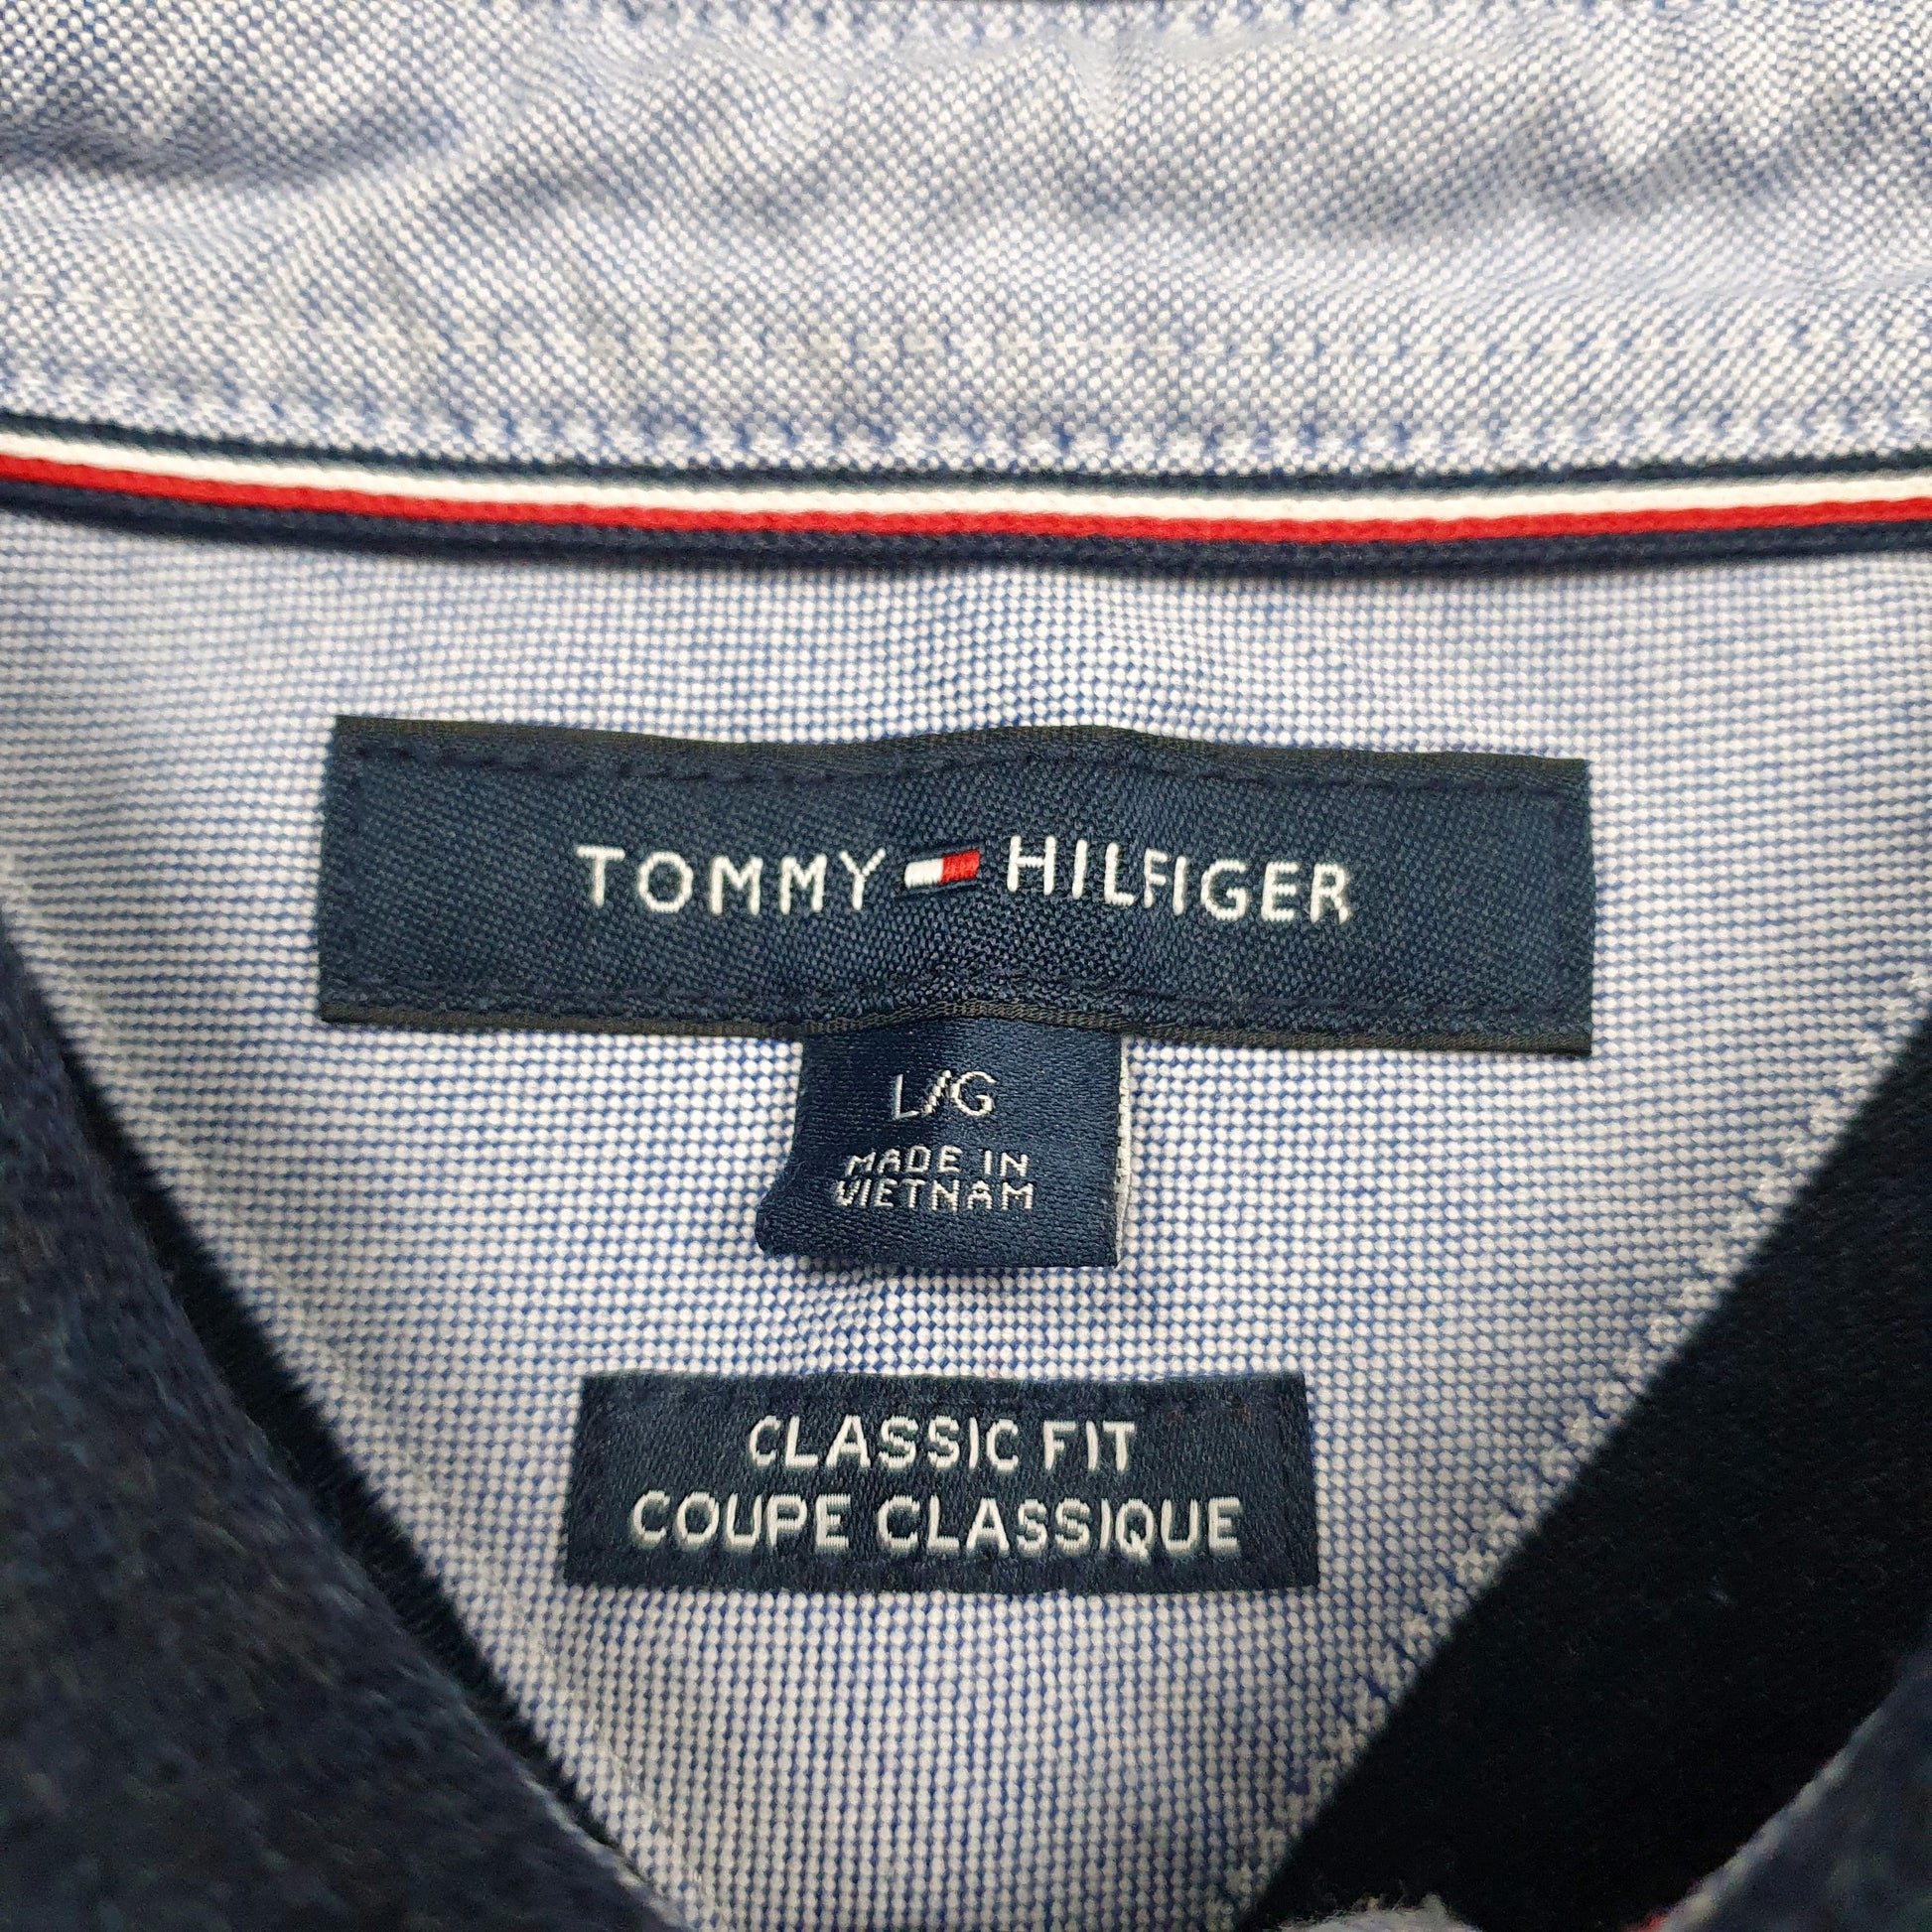 TOMMY HILFIGER
L/G
MADE IN
VIETNAM
CLASSIC FIT
COUPE CLASSIQUE